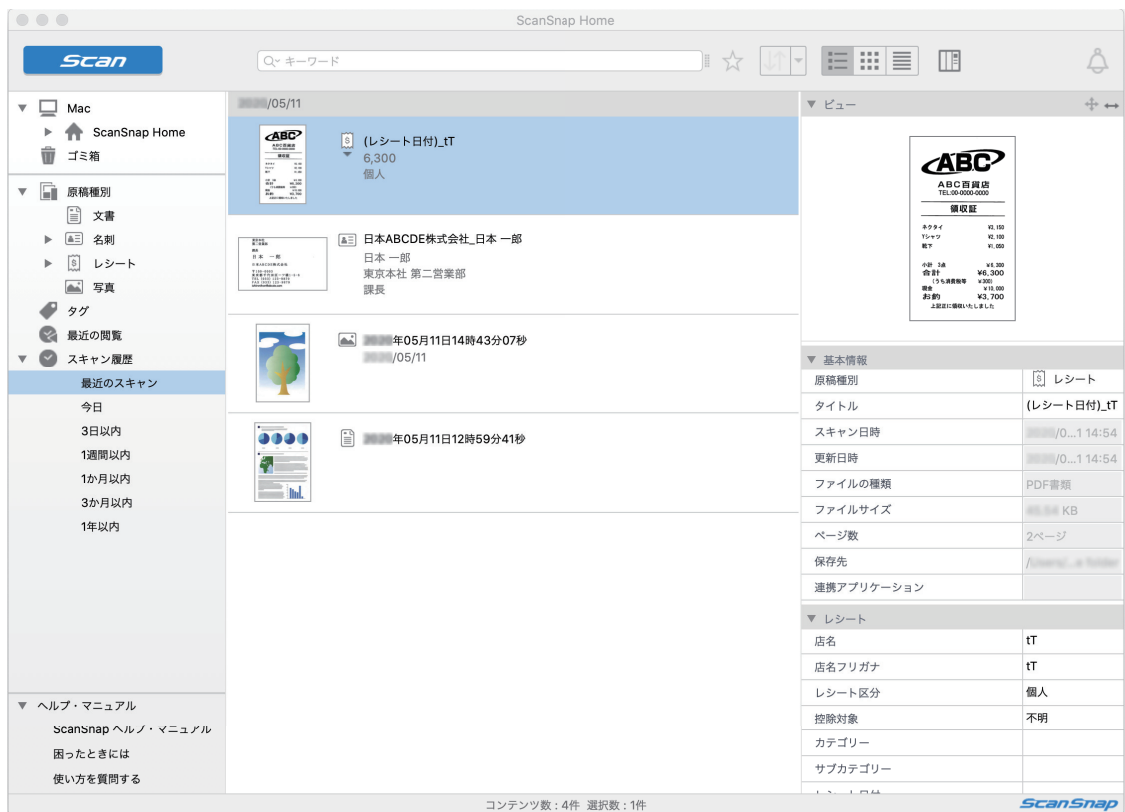 ScanSnap Home
Scan
キーワード
Mac
ScanSnap Home
ゴミ箱
原稿種別
文書
名刺
レシート
写真
タグ
最近の閲覧
スキャン履歴
最近のスキャン
今日
3日以内
1週間以内
1か月以内
3か月以内
1年以内
ヘルプ・マニュアル
ScanSnap ヘルプ・マニュアル
困ったときには
使い方を質問する
/05/11
ABC
ABC百貨店
領収証
(レシート日付)_tT
6,300
個人
日本 一郎
日本ABCDE株式会社_日本 一郎
日本 一郎
東京本社 第二営業部
課長
年05月11日14時43分07秒
/05/11
年05月11日12時59分41秒
ビュー
ABC
ABC百貨店
TEL:00-0000-0000
領収証
ネクタイ ¥3,150
Yシャツ ¥2,100
靴下 ¥1,050
小計 3点 ¥6,300
合計 ¥6,300
(うち消費税等 ¥300)
現金 ¥10,000
お釣 ¥3,700
上記正に領収いたしました
基本情報
原稿種別 レシート
タイトル (レシート日付)_tT
スキャン日時 /0...1 14:54
更新日時 /0...1 14:54
ファイルの種類 PDF書類
ファイルサイズ KB
ページ数 2ページ
保存先
連携アプリケーション
レシート
店名 tT
店名フリガナ tT
レシート区分 個人
控除対象 不明
カテゴリー
サブカテゴリー
コンテンツ数：4件 選択数：1件
ScanSnap